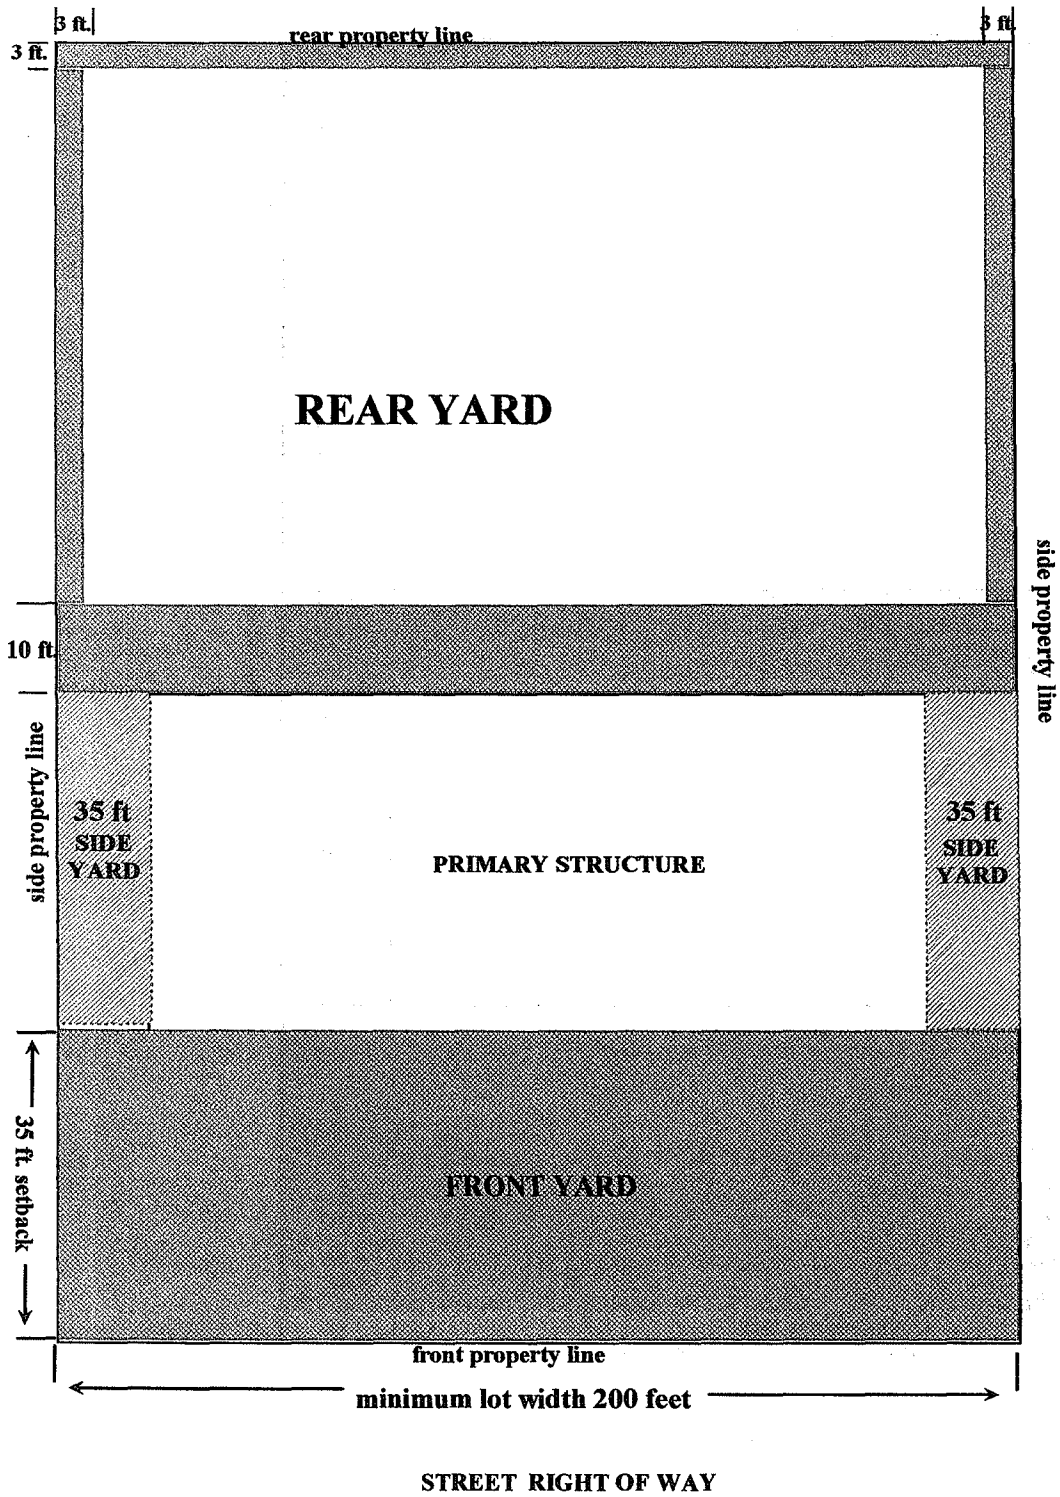 3 ft.
3 ft.
rear property line
3 ft.
REAR YARD
side property line
10 ft.
side property line
35 ft
SIDE
YARD
PRIMARY STRUCTURE
35 ft
SIDE
YARD
35 ft. setback
FRONT YARD
front property line
minimum lot width 200 feet
STREET RIGHT OF WAY